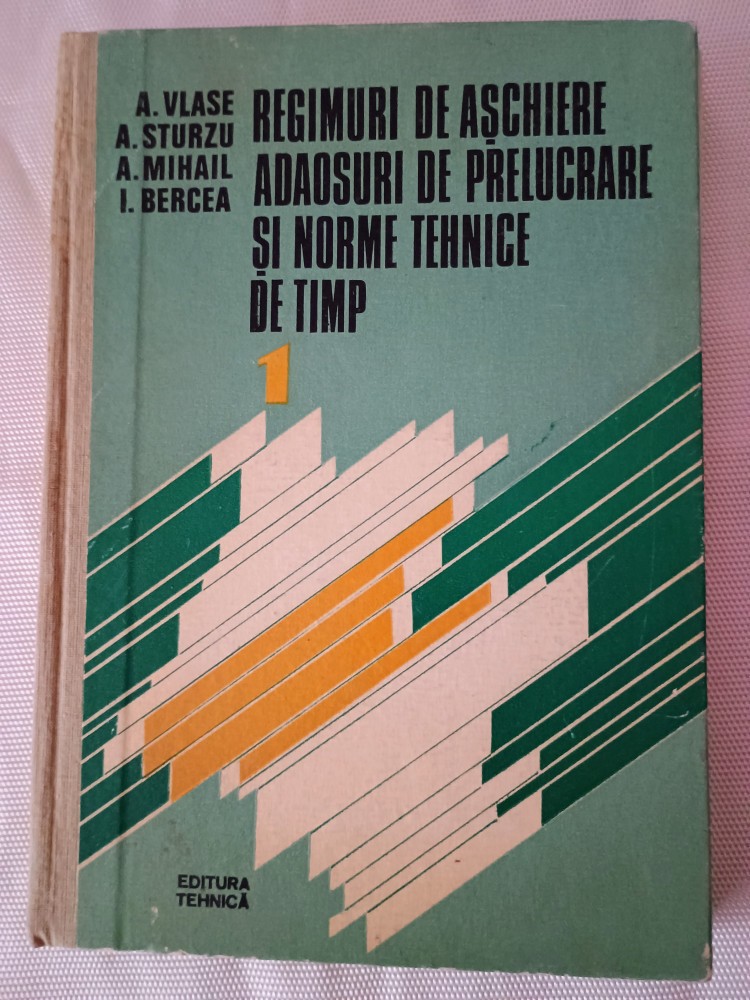 A. VLASE
A. STURZU
A. MIHAIL
I. BERCEA
REGIMURI DE AȘCHIERE
ADAOSURI DE PRELUCRARE
ȘI NORME TEHNICE
DE TIMP
1
EDITURA
TEHNICĂ